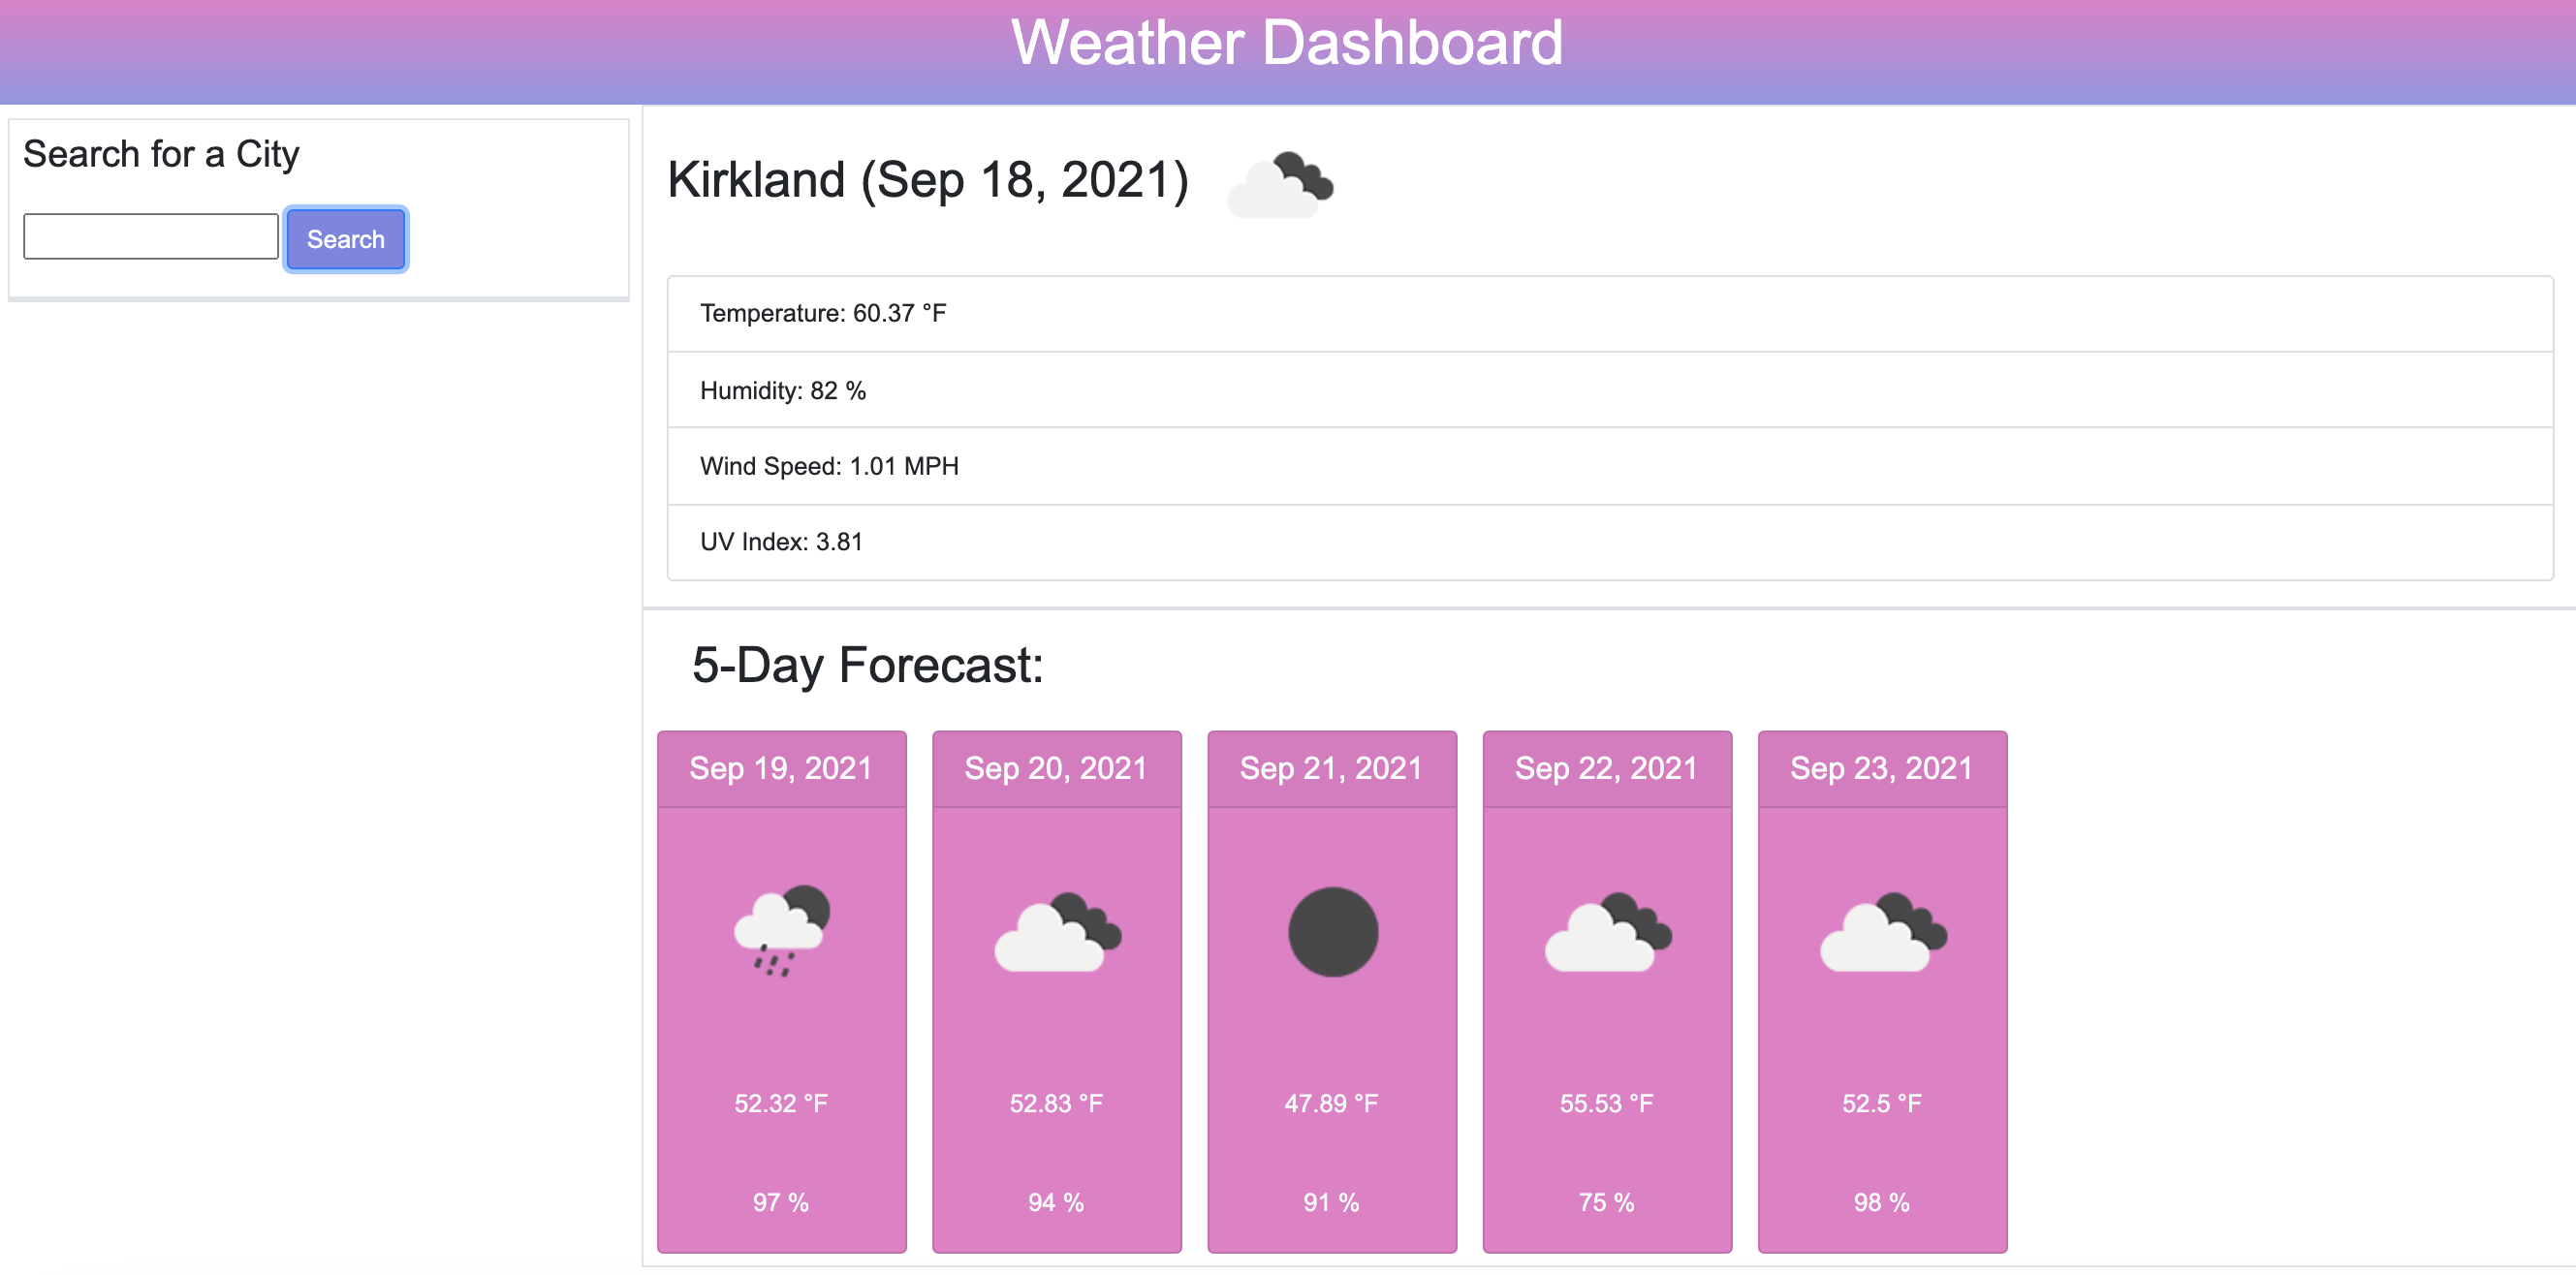 Weather Dashboard
Search for a City
Search
Kirkland (Sep 18, 2021)
Temperature: 60.37 °F
Humidity: 82 %
Wind Speed: 1.01 MPH
UV Index: 3.81
5-Day Forecast:
Sep 19, 2021
52.32 °F
97 %
Sep 20, 2021
52.83 °F
94 %
Sep 21, 2021
47.89 °F
91 %
Sep 22, 2021
55.53 °F
75 %
Sep 23, 2021
52.5 °F
98 %